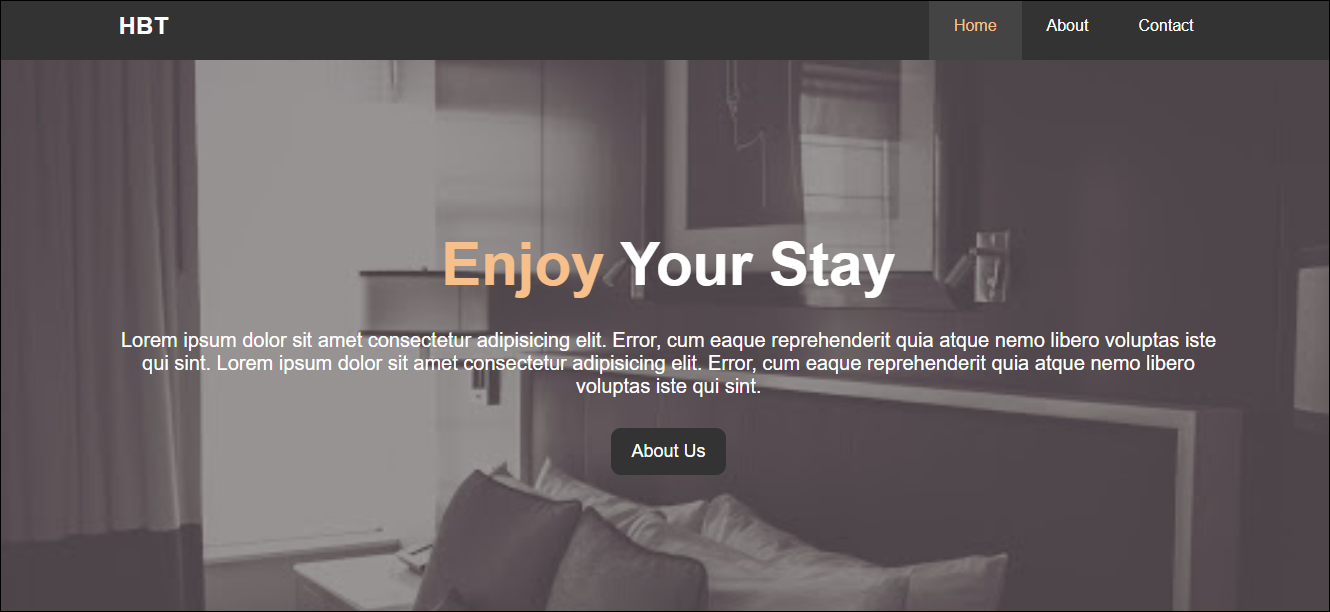 HBT
Home About Contact
Enjoy Your Stay
Lorem ipsum dolor sit amet consectetur adipisicing elit. Error, cum eaque reprehenderit quia atque nemo libero voluptas iste
qui sint. Lorem ipsum dolor sit amet consectetur adipisicing elit. Error, cum eaque reprehenderit quia atque nemo libero
voluptas iste qui sint.
About Us